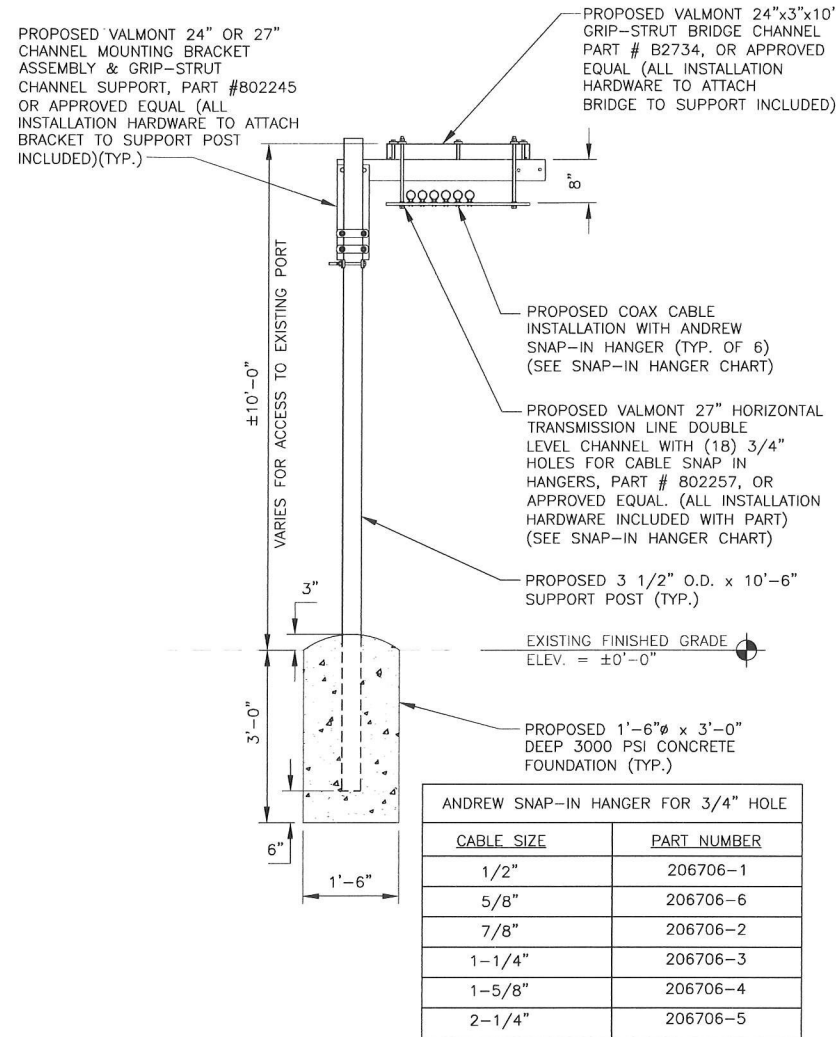 PROPOSED VALMONT 24" OR 27"
CHANNEL MOUNTING BRACKET
ASSEMBLY & GRIP-STRUT
CHANNEL SUPPORT, PART #802245
OR APPROVED EQUAL (ALL
INSTALLATION HARDWARE TO ATTACH
BRACKET TO SUPPORT POST
INCLUDED)(TYP.)
PROPOSED VALMONT 24"x3"x10'
GRIP-STRUT BRIDGE CHANNEL
PART # B2734, OR APPROVED
EQUAL (ALL INSTALLATION
HARDWARE TO ATTACH
BRIDGE TO SUPPORT INCLUDED)
8"
±10'-0"
VARIES FOR ACCESS TO EXISTING PORT
PROPOSED COAX CABLE
INSTALLATION WITH ANDREW
SNAP-IN HANGER (TYP. OF 6)
(SEE SNAP-IN HANGER CHART)
PROPOSED VALMONT 27" HORIZONTAL
TRANSMISSION LINE DOUBLE
LEVEL CHANNEL WITH (18) 3/4"
HOLES FOR CABLE SNAP IN
HANGERS, PART # 802257, OR
APPROVED EQUAL. (ALL INSTALLATION
HARDWARE INCLUDED WITH PART)
(SEE SNAP-IN HANGER CHART)
PROPOSED 3 1/2" O.D. x 10'-6"
SUPPORT POST (TYP.)
3"
EXISTING FINISHED GRADE
ELEV. = ±0'-0"
3'-0"
PROPOSED 1'-6"ø x 3'-0"
DEEP 3000 PSI CONCRETE
FOUNDATION (TYP.)
6"
1'-6"
ANDREW SNAP-IN HANGER FOR 3/4" HOLE
CABLE SIZE PART NUMBER
1/2" 206706-1
5/8" 206706-6
7/8" 206706-2
1-1/4" 206706-3
1-5/8" 206706-4
2-1/4" 206706-5